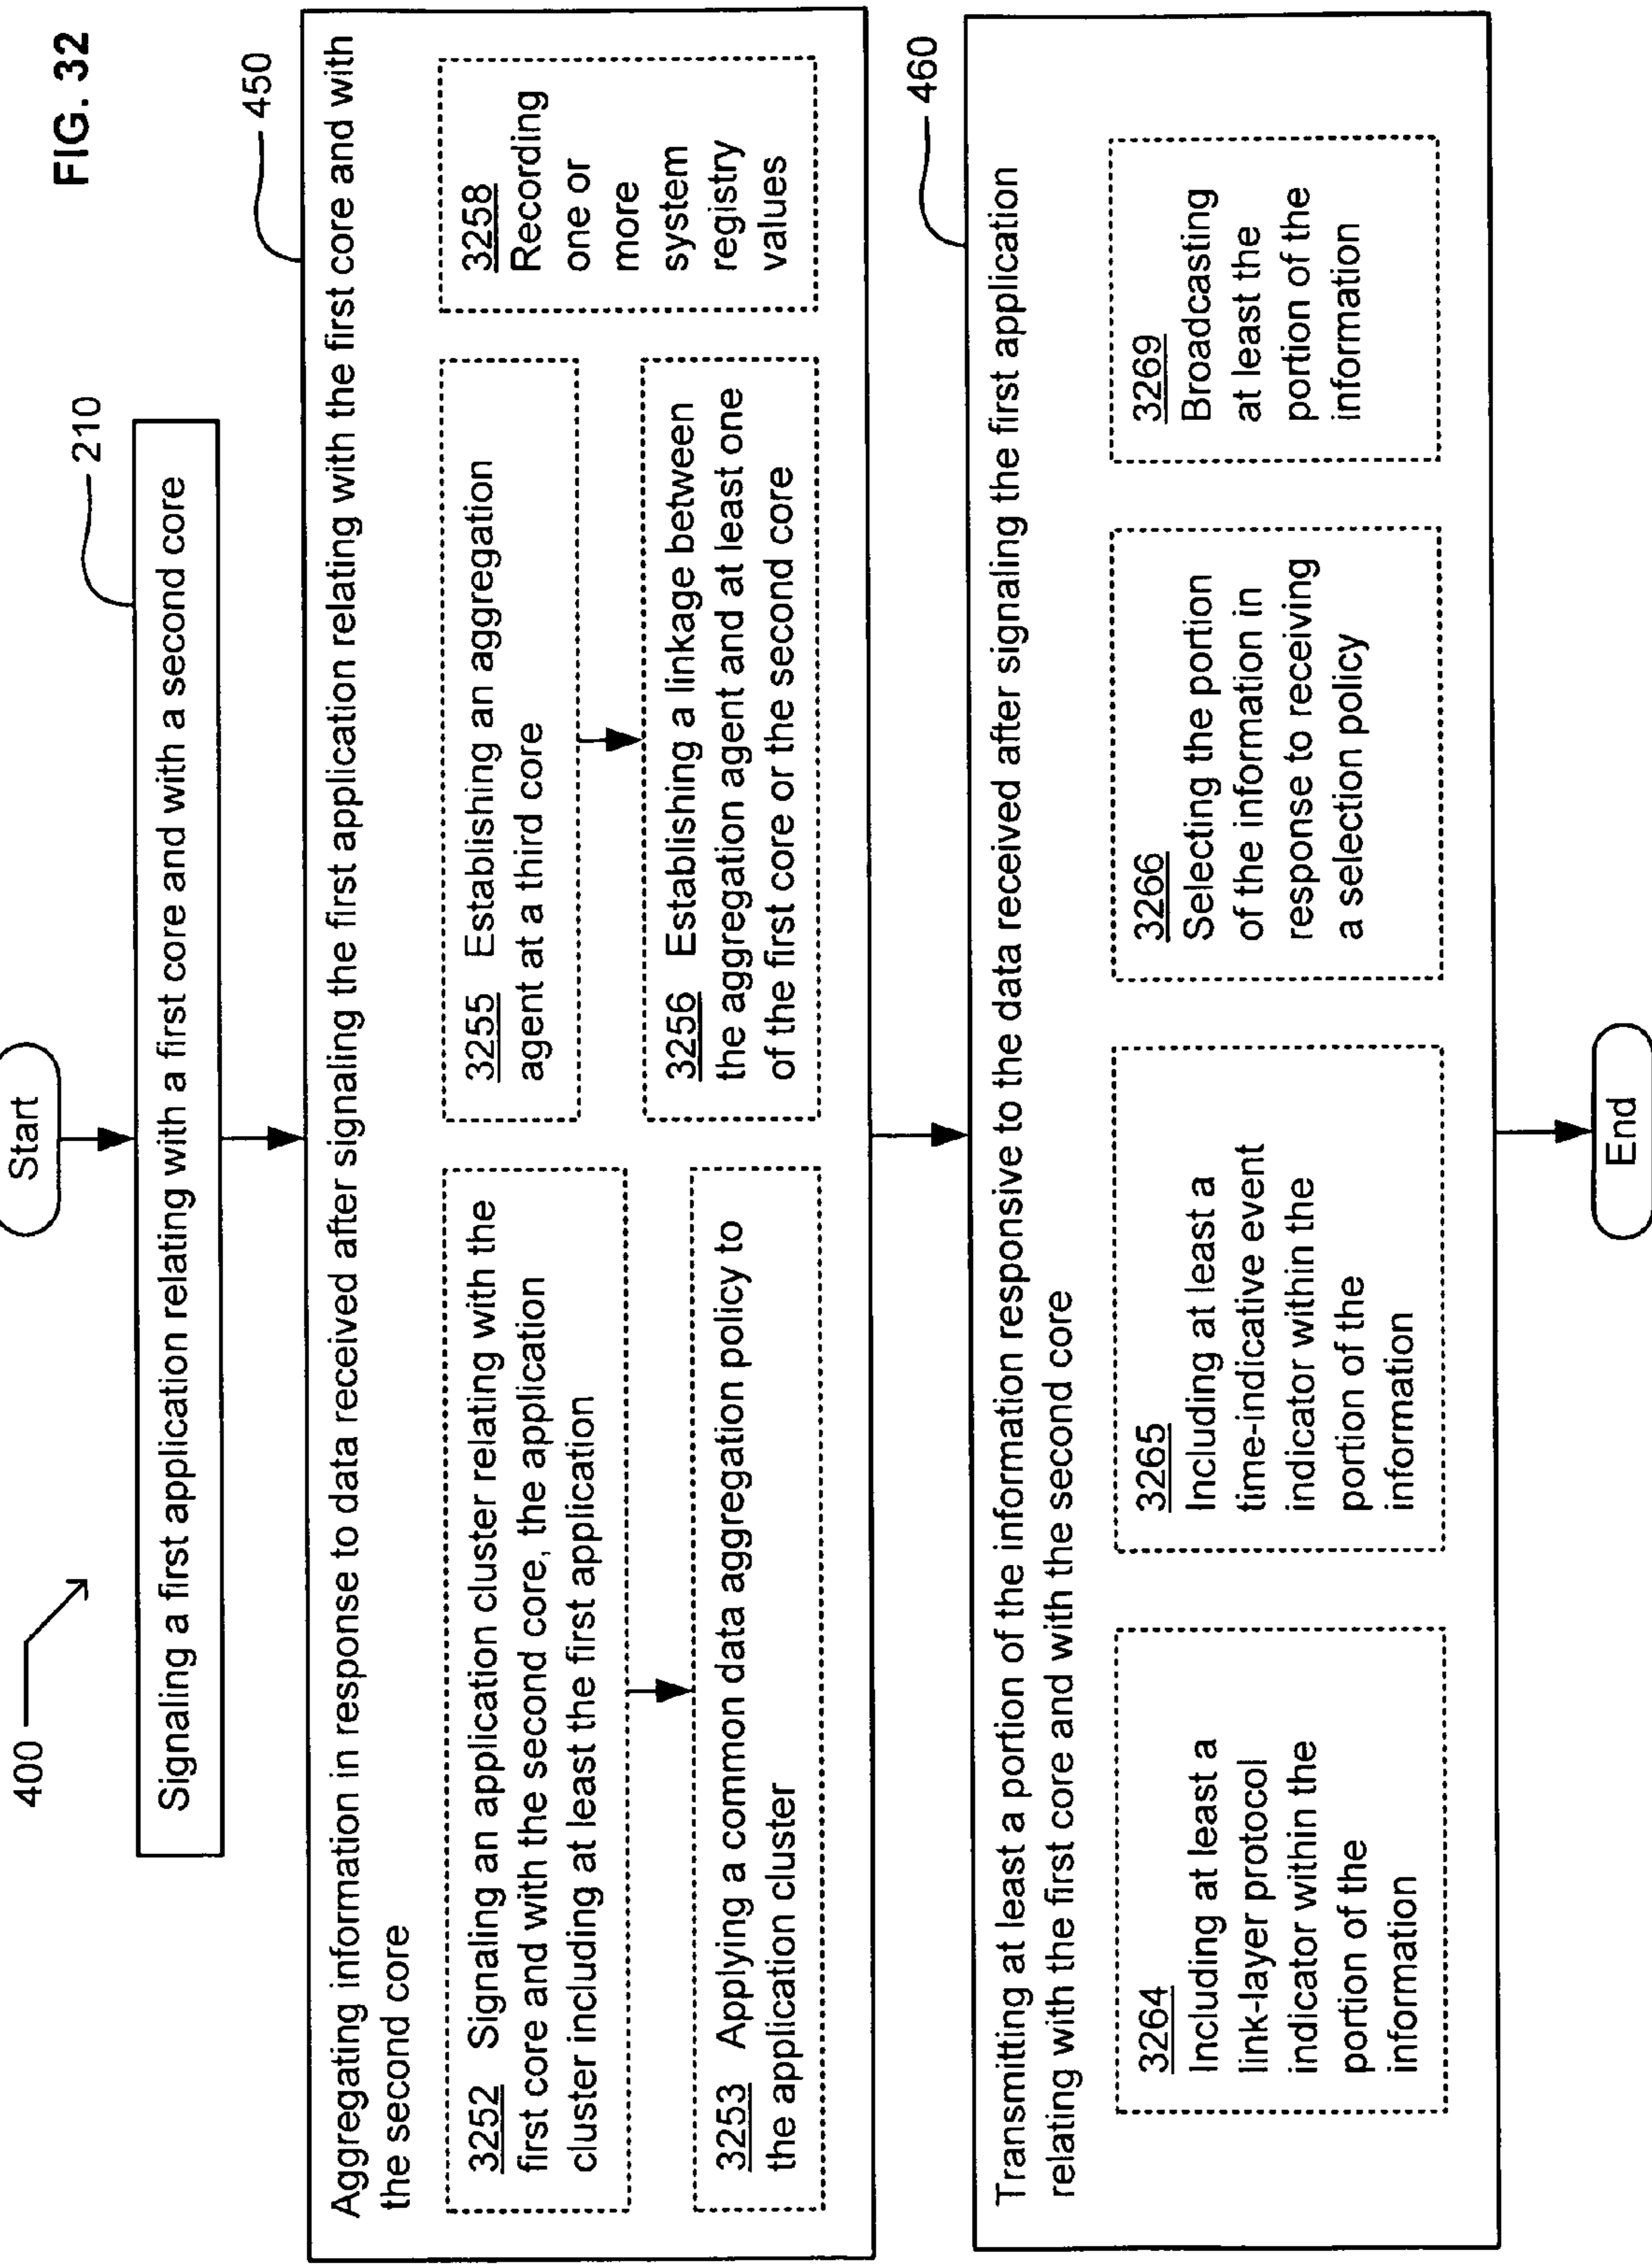 FIG. 32
400
Start
210
Signaling a first application relating with a first core and with a second core
450
Aggregating information in response to data received after signaling the first application relating with the first core and with
the second core
3252 Signaling an application cluster relating with the
first core and with the second core, the application
cluster including at least the first application
3253 Applying a common data aggregation policy to
the application cluster
3255 Establishing an aggregation
agent at a third core
3256 Establishing a linkage between
the aggregation agent and at least one
of the first core or the second core
3258
Recording
one or
more
system
registry
values
460
Transmitting at least a portion of the information responsive to the data received after signaling the first application
relating with the first core and with the second core
3264
Including at least a
link-layer protocol
indicator within the
portion of the
information
3265
Including at least a
time-indicative event
indicator within the
portion of the
information
3266
Selecting the portion
of the information in
response to receiving
a selection policy
3269
Broadcasting
at least the
portion of the
information
End